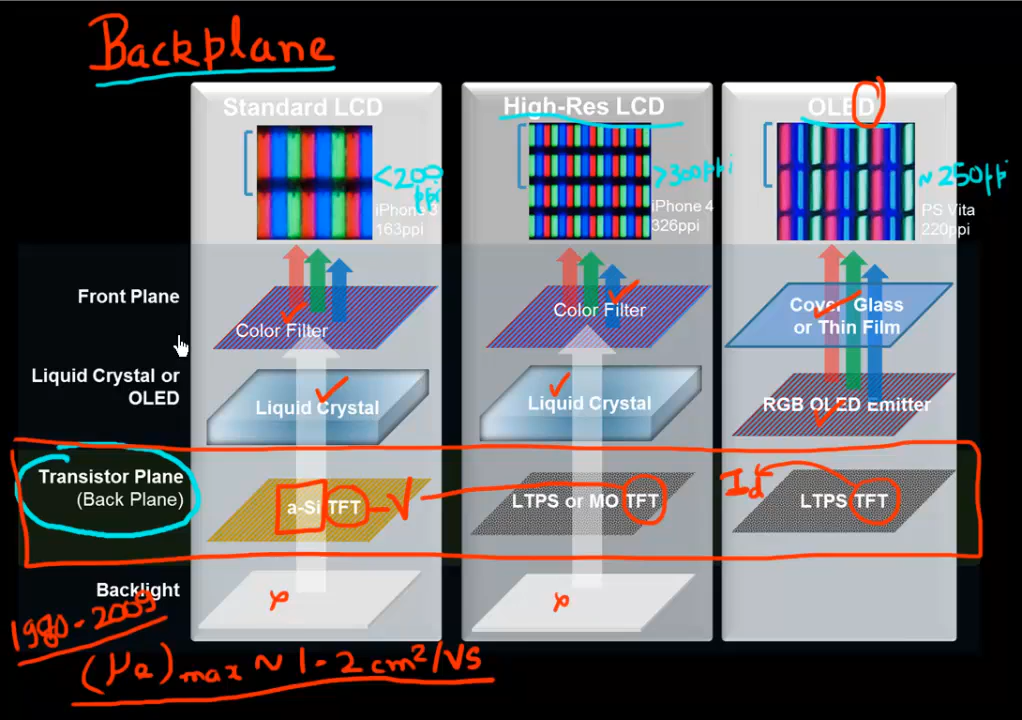 Backplane
Standard LCD
High-Res LCD
OLED
<200 ppi
>300ppi
~250ppi
iPhone 3
163ppi
iPhone 4
326ppi
PS Vita
220ppi
Front Plane
Color Filter
Color Filter
Cover Glass
or Thin Film
Liquid Crystal or
OLED
Liquid Crystal
Liquid Crystal
RGB OLED Emitter
Transistor Plane
(Back Plane)
a-Si TFT
V
LTPS or MO TFT
Id
LTPS TFT
Backlight
1980-2009
(μe)max ~ 1-2 cm²/VS